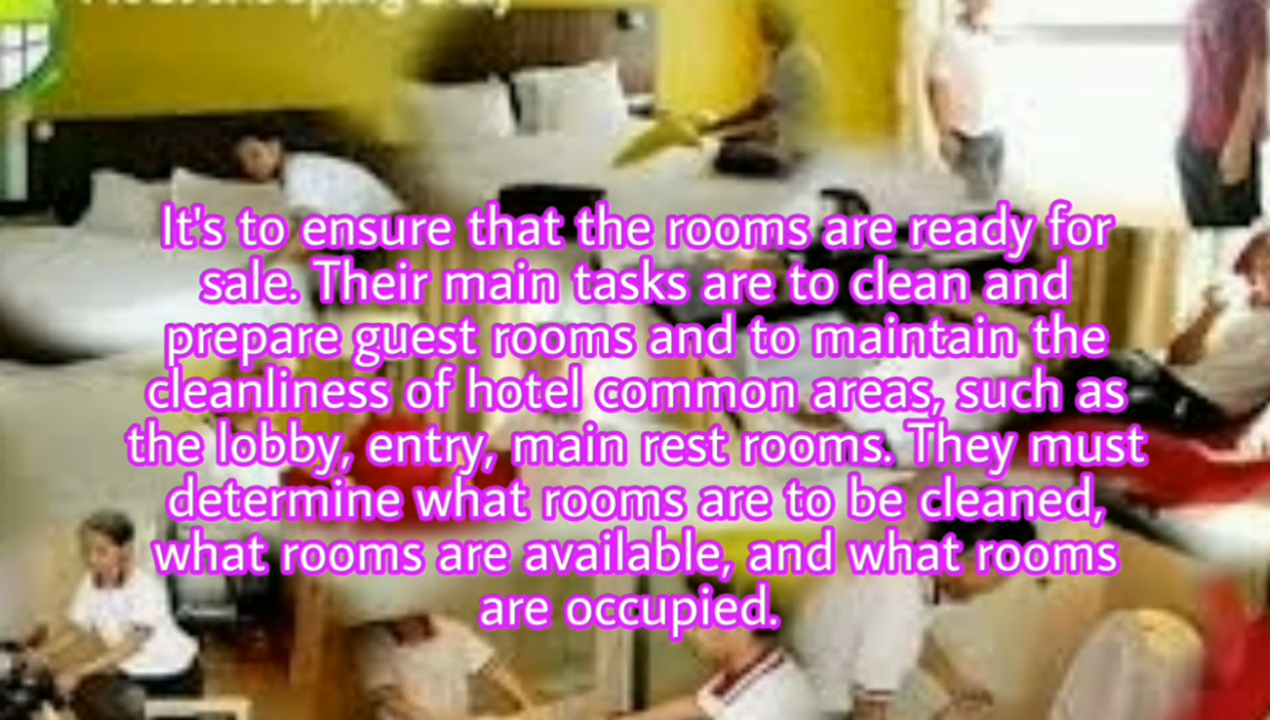 It's to ensure that the rooms are ready for
sale. Their main tasks are to clean and
prepare guest rooms and to maintain the
cleanliness of hotel common areas, such as
the lobby, entry, main rest rooms. They must
determine what rooms are to be cleaned,
what rooms are available, and what rooms
are occupied.